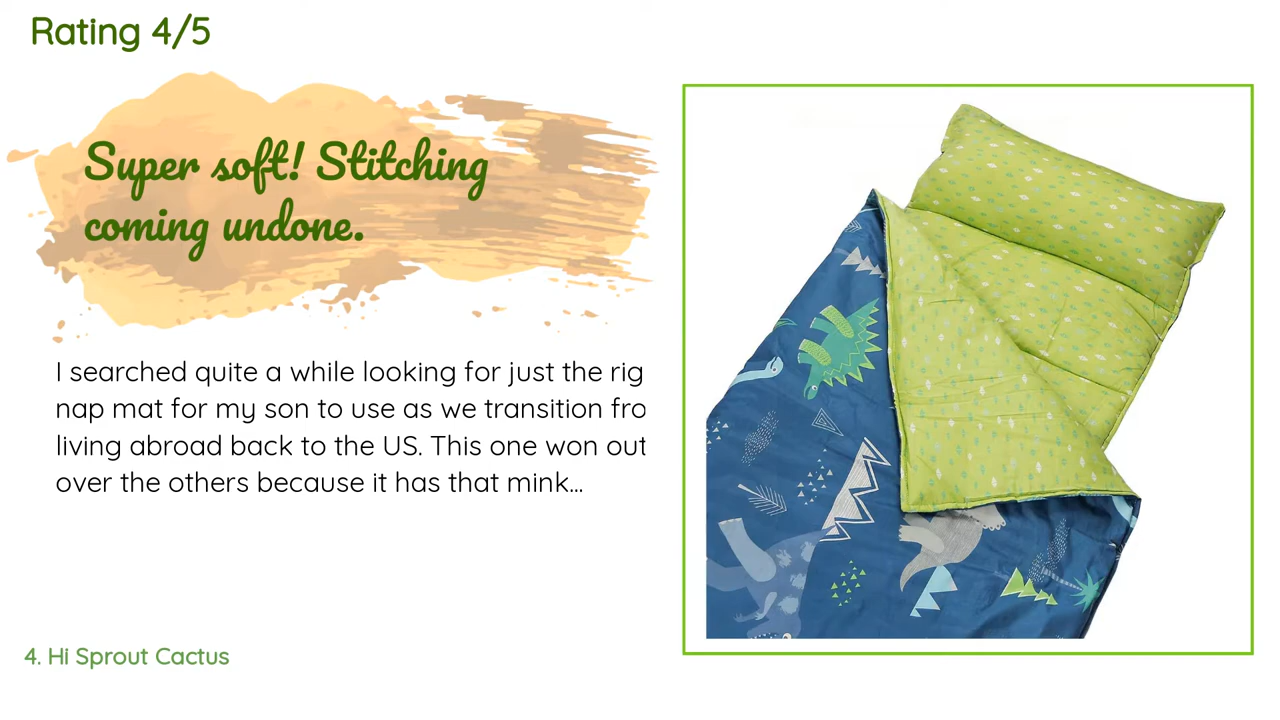 Rating 4/5
Super soft! Stitching
coming undone.
I searched quite a while looking for just the rig
nap mat for my son to use as we transition fro
living abroad back to the US. This one won out
over the others because it has that mink...
4. Hi Sprout Cactus